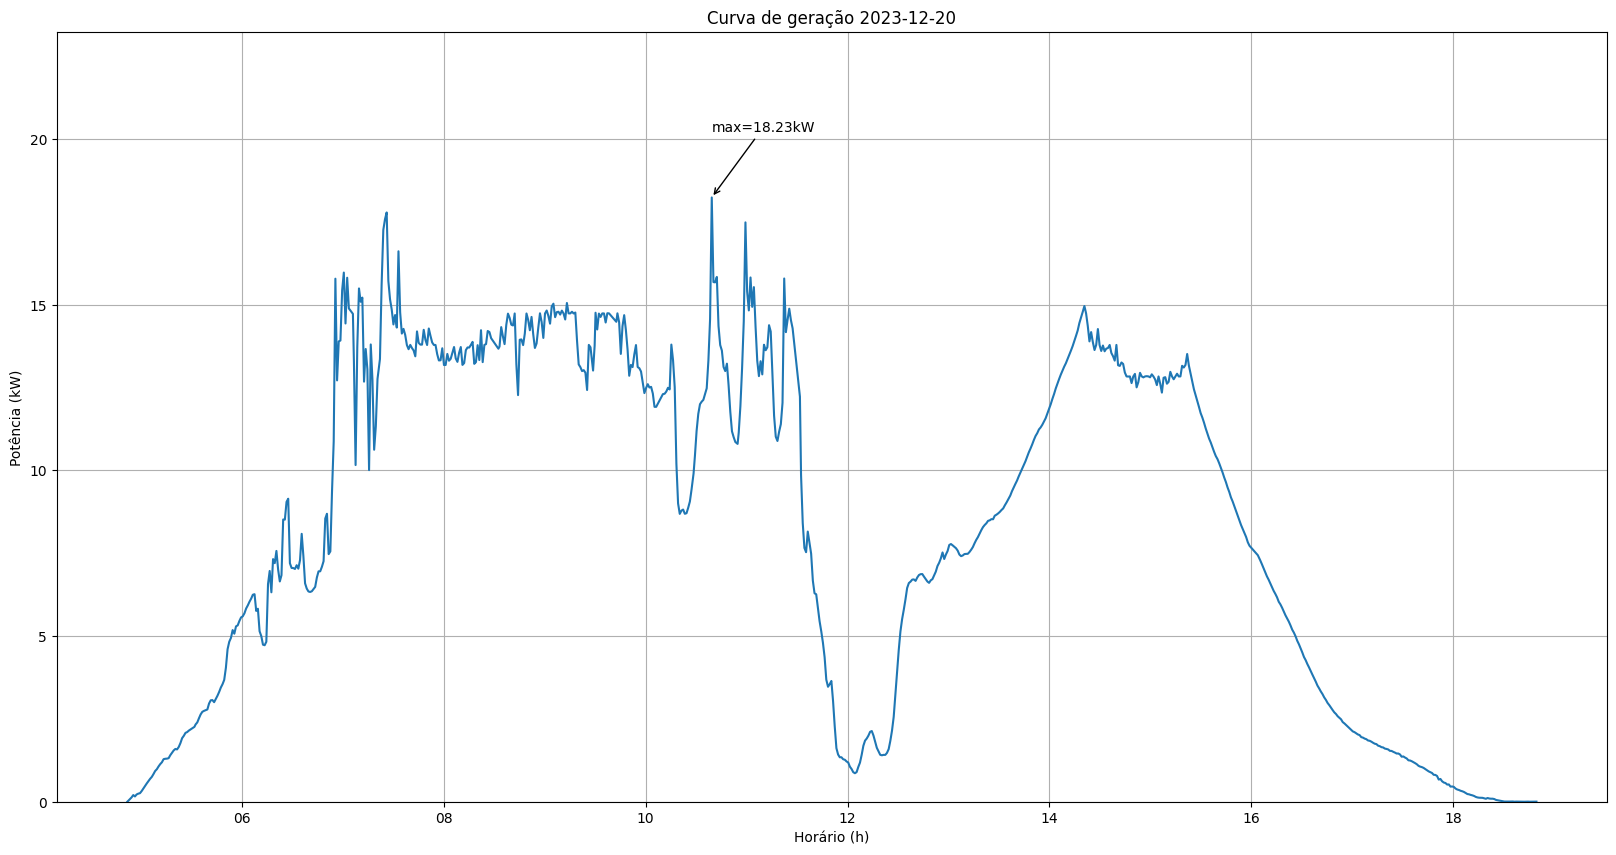 Curva de geração 2023-12-20
max=18.23kW
Potência (kW)
20
15
10
5
0
06 08 10 12 14 16 18
Horário (h)